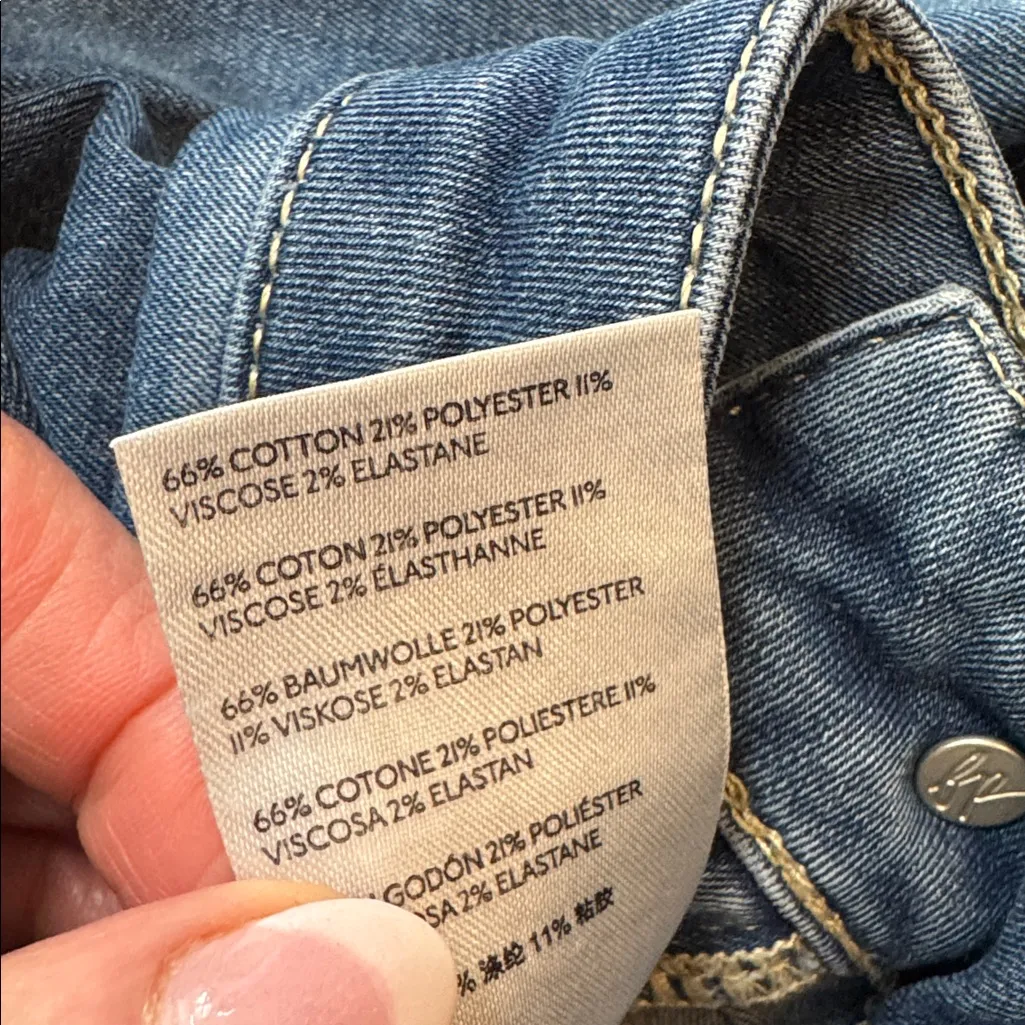 66% COTTON 21% POLYESTER 11%
VISCOSE 2% ELASTANE
66% COTON 21% POLYESTER 11%
VISCOSE 2% ÉLASTHANNE
66% BAUMWOLLE 21% POLYESTER
11% VISKOSE 2% ELASTAN
66% COTONE 21% POLIESTERE 11%
VISCOSA 2% ELASTAN
LGODÓN 21% POLIÉSTER
OSA 2% ELASTANE
% 涤纶 11% 粘胶